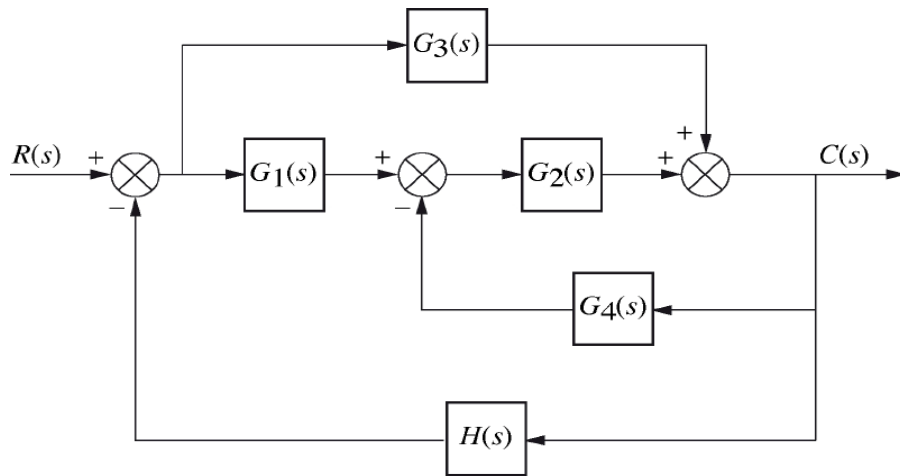 G3(s)
+
R(s)
+
G1(s)
+
G2(s)
+
C(s)
−
−
G4(s)
H(s)